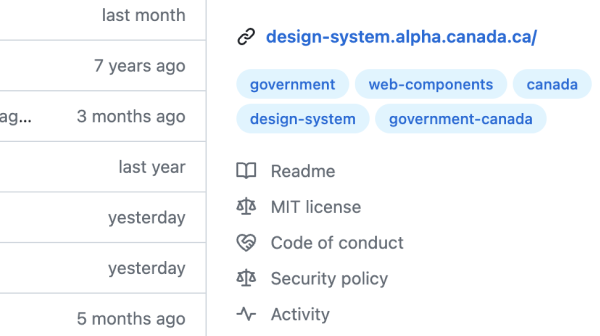 last month
7 years ago
ag... 3 months ago
last year
yesterday
yesterday
5 months ago
design-system.alpha.canada.ca/
government web-components canada
design-system government-canada
Readme
MIT license
Code of conduct
Security policy
Activity